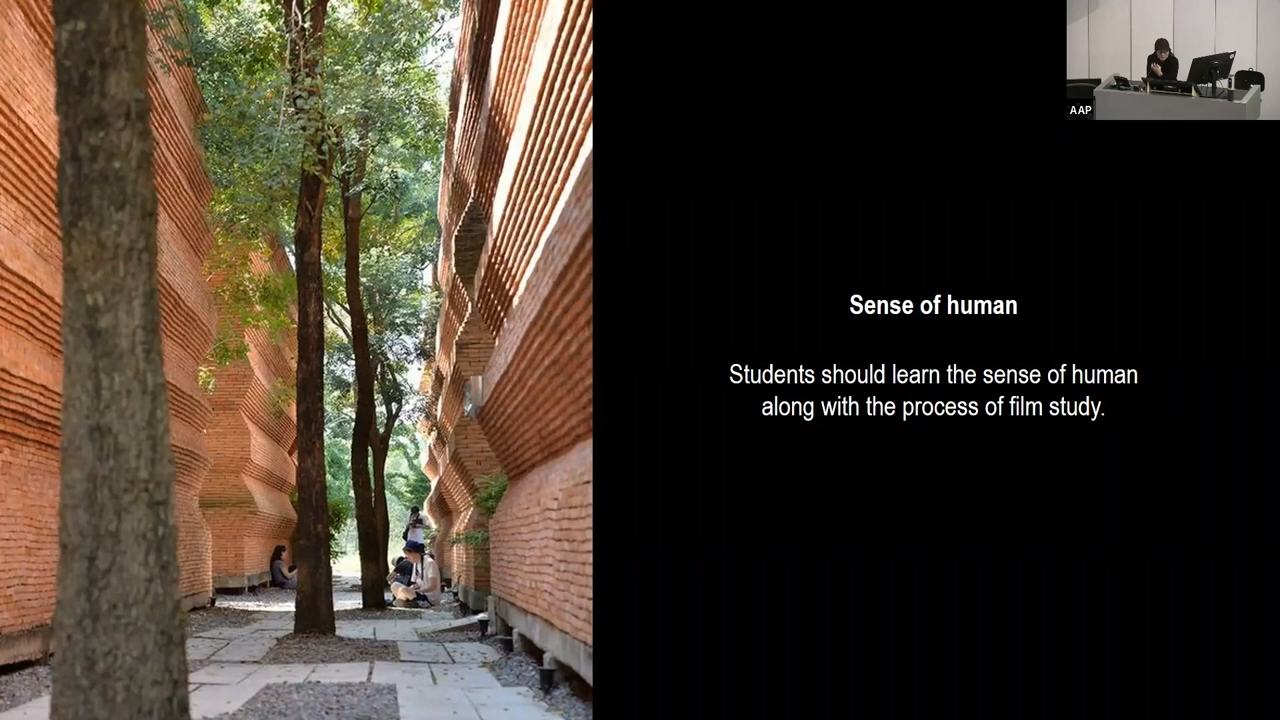 AAP
Sense of human
Students should learn the sense of human
along with the process of film study.